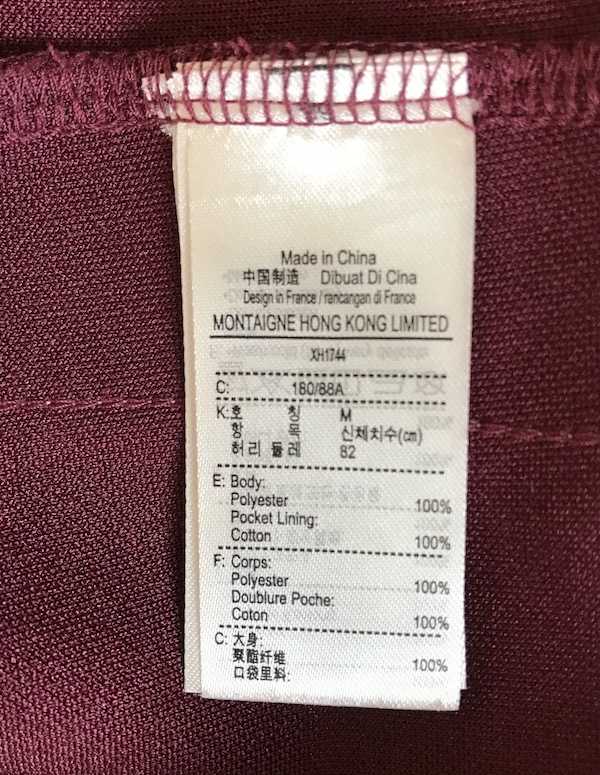 Made in China
中国制造 Dibuat Di Cina
Design in France / rancangan di France
MONTAIGNE HONG KONG LIMITED
XH1744
C: 180/88A
K:호 칭 M
항 목 신체치수(cm)
허리 둘레 82
E: Body:
Polyester 100%
Pocket Lining:
Cotton 100%
F: Corps:
Polyester 100%
Doublure Poche:
Coton 100%
C: 大身:
聚酯纤维 100%
口袋里料: